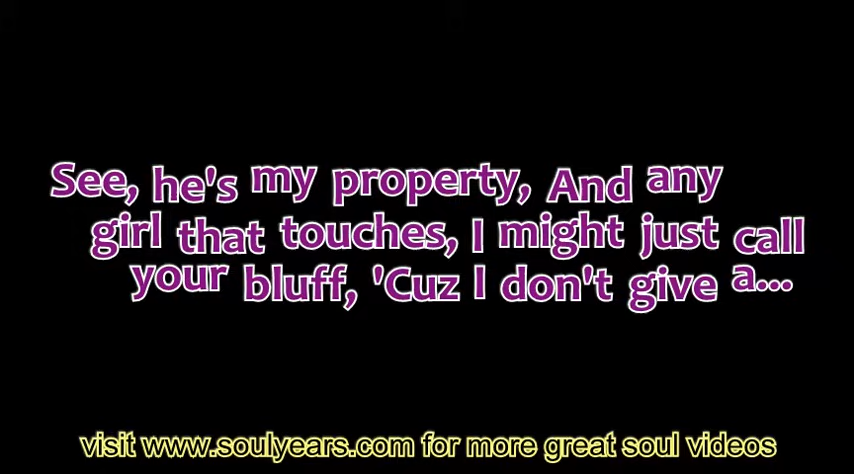 See, he's my property, And any
girl that touches, I might just call
your bluff, 'Cuz I don't give a...
visit www.soulyears.com for more great soul videos